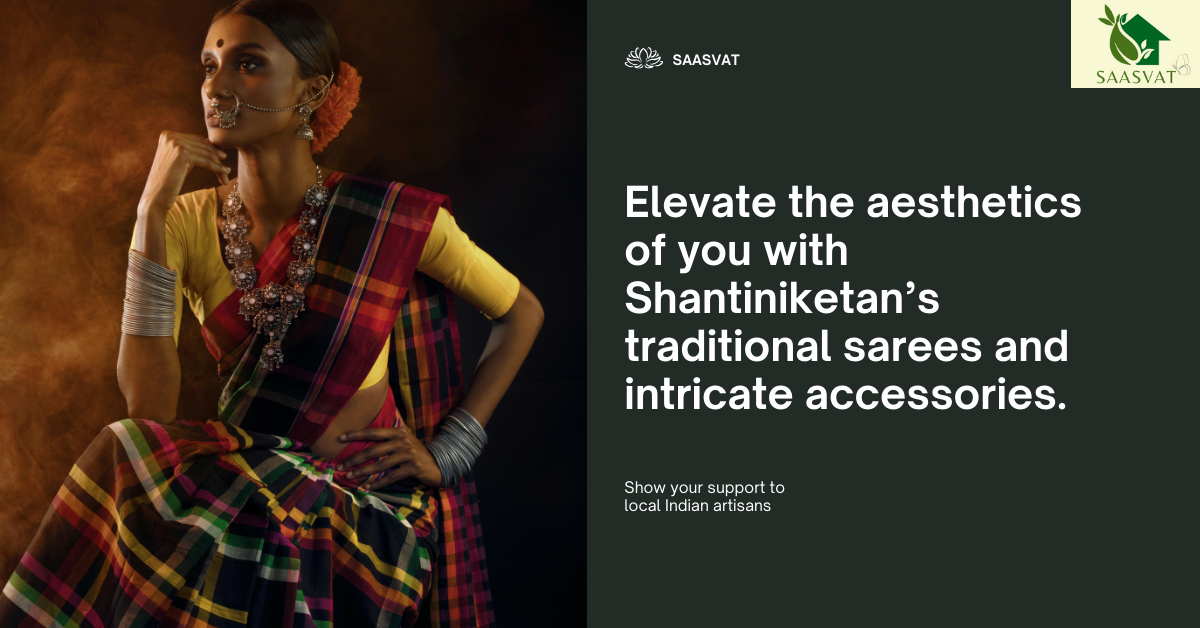 SAASVAT
SAASVAT
Elevate the aesthetics
of you with
Shantiniketan’s
traditional sarees and
intricate accessories.
Show your support to
local Indian artisans